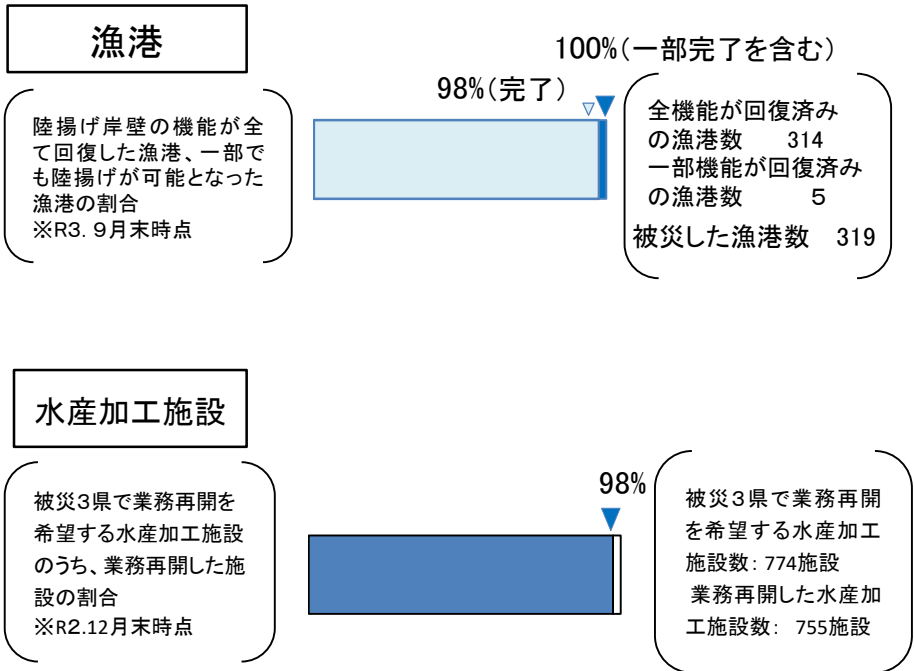 漁港
陸揚げ岸壁の機能が全
て回復した漁港、一部で
も陸揚げが可能となった
漁港の割合
※R3．9月末時点
100%(一部完了を含む)
98%(完了)
全機能が回復済み
の漁港数　314
一部機能が回復済み
の漁港数　5
被災した漁港数　319
水産加工施設
被災3県で業務再開を
希望する水産加工施設
のうち、業務再開した施
設の割合
※R2.12月末時点
98%
被災3県で業務再開
を希望する水産加工
施設数：774施設
業務再開した水産加
工施設数：　755施設